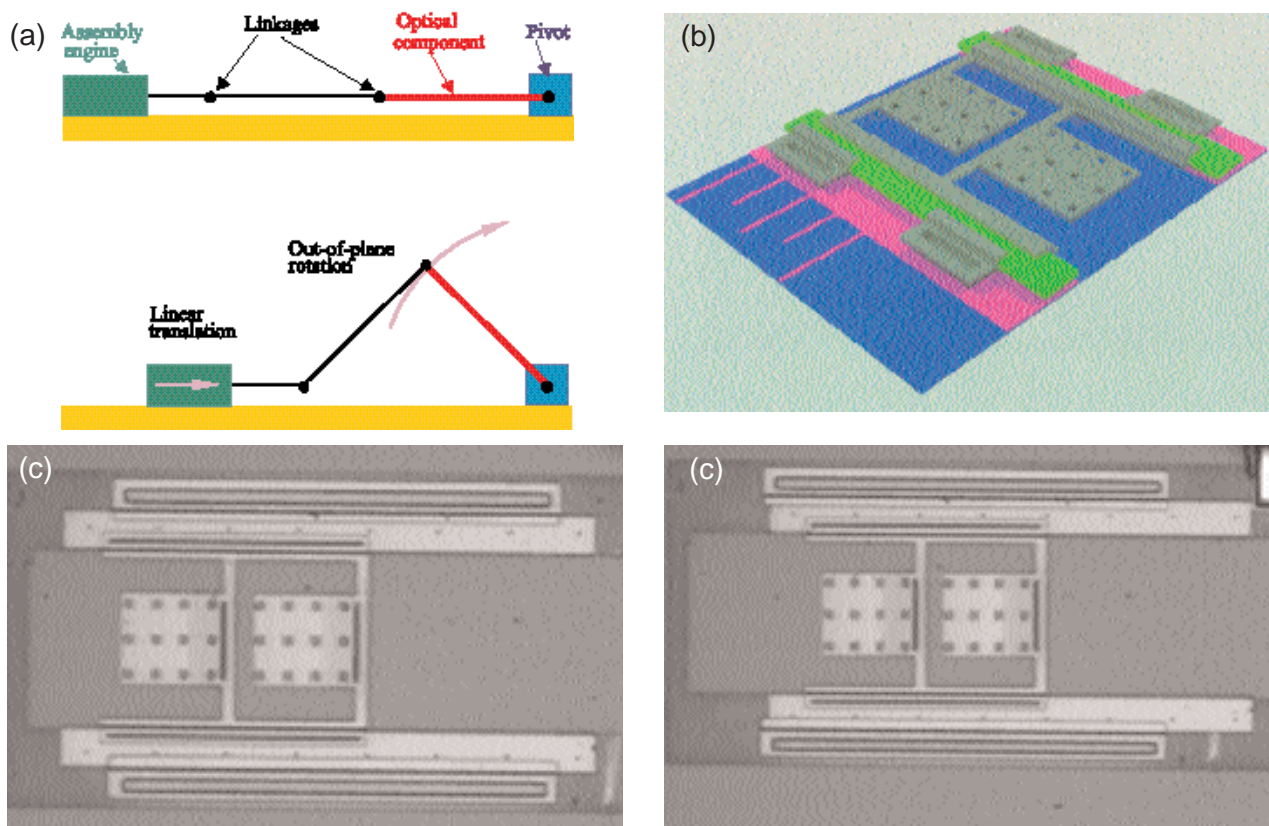 (a)
Assembly
engine
Linkages
Optical
component
Pivot
Out-of-plane
rotation
Linear
translation
(b)
(c)
(c)